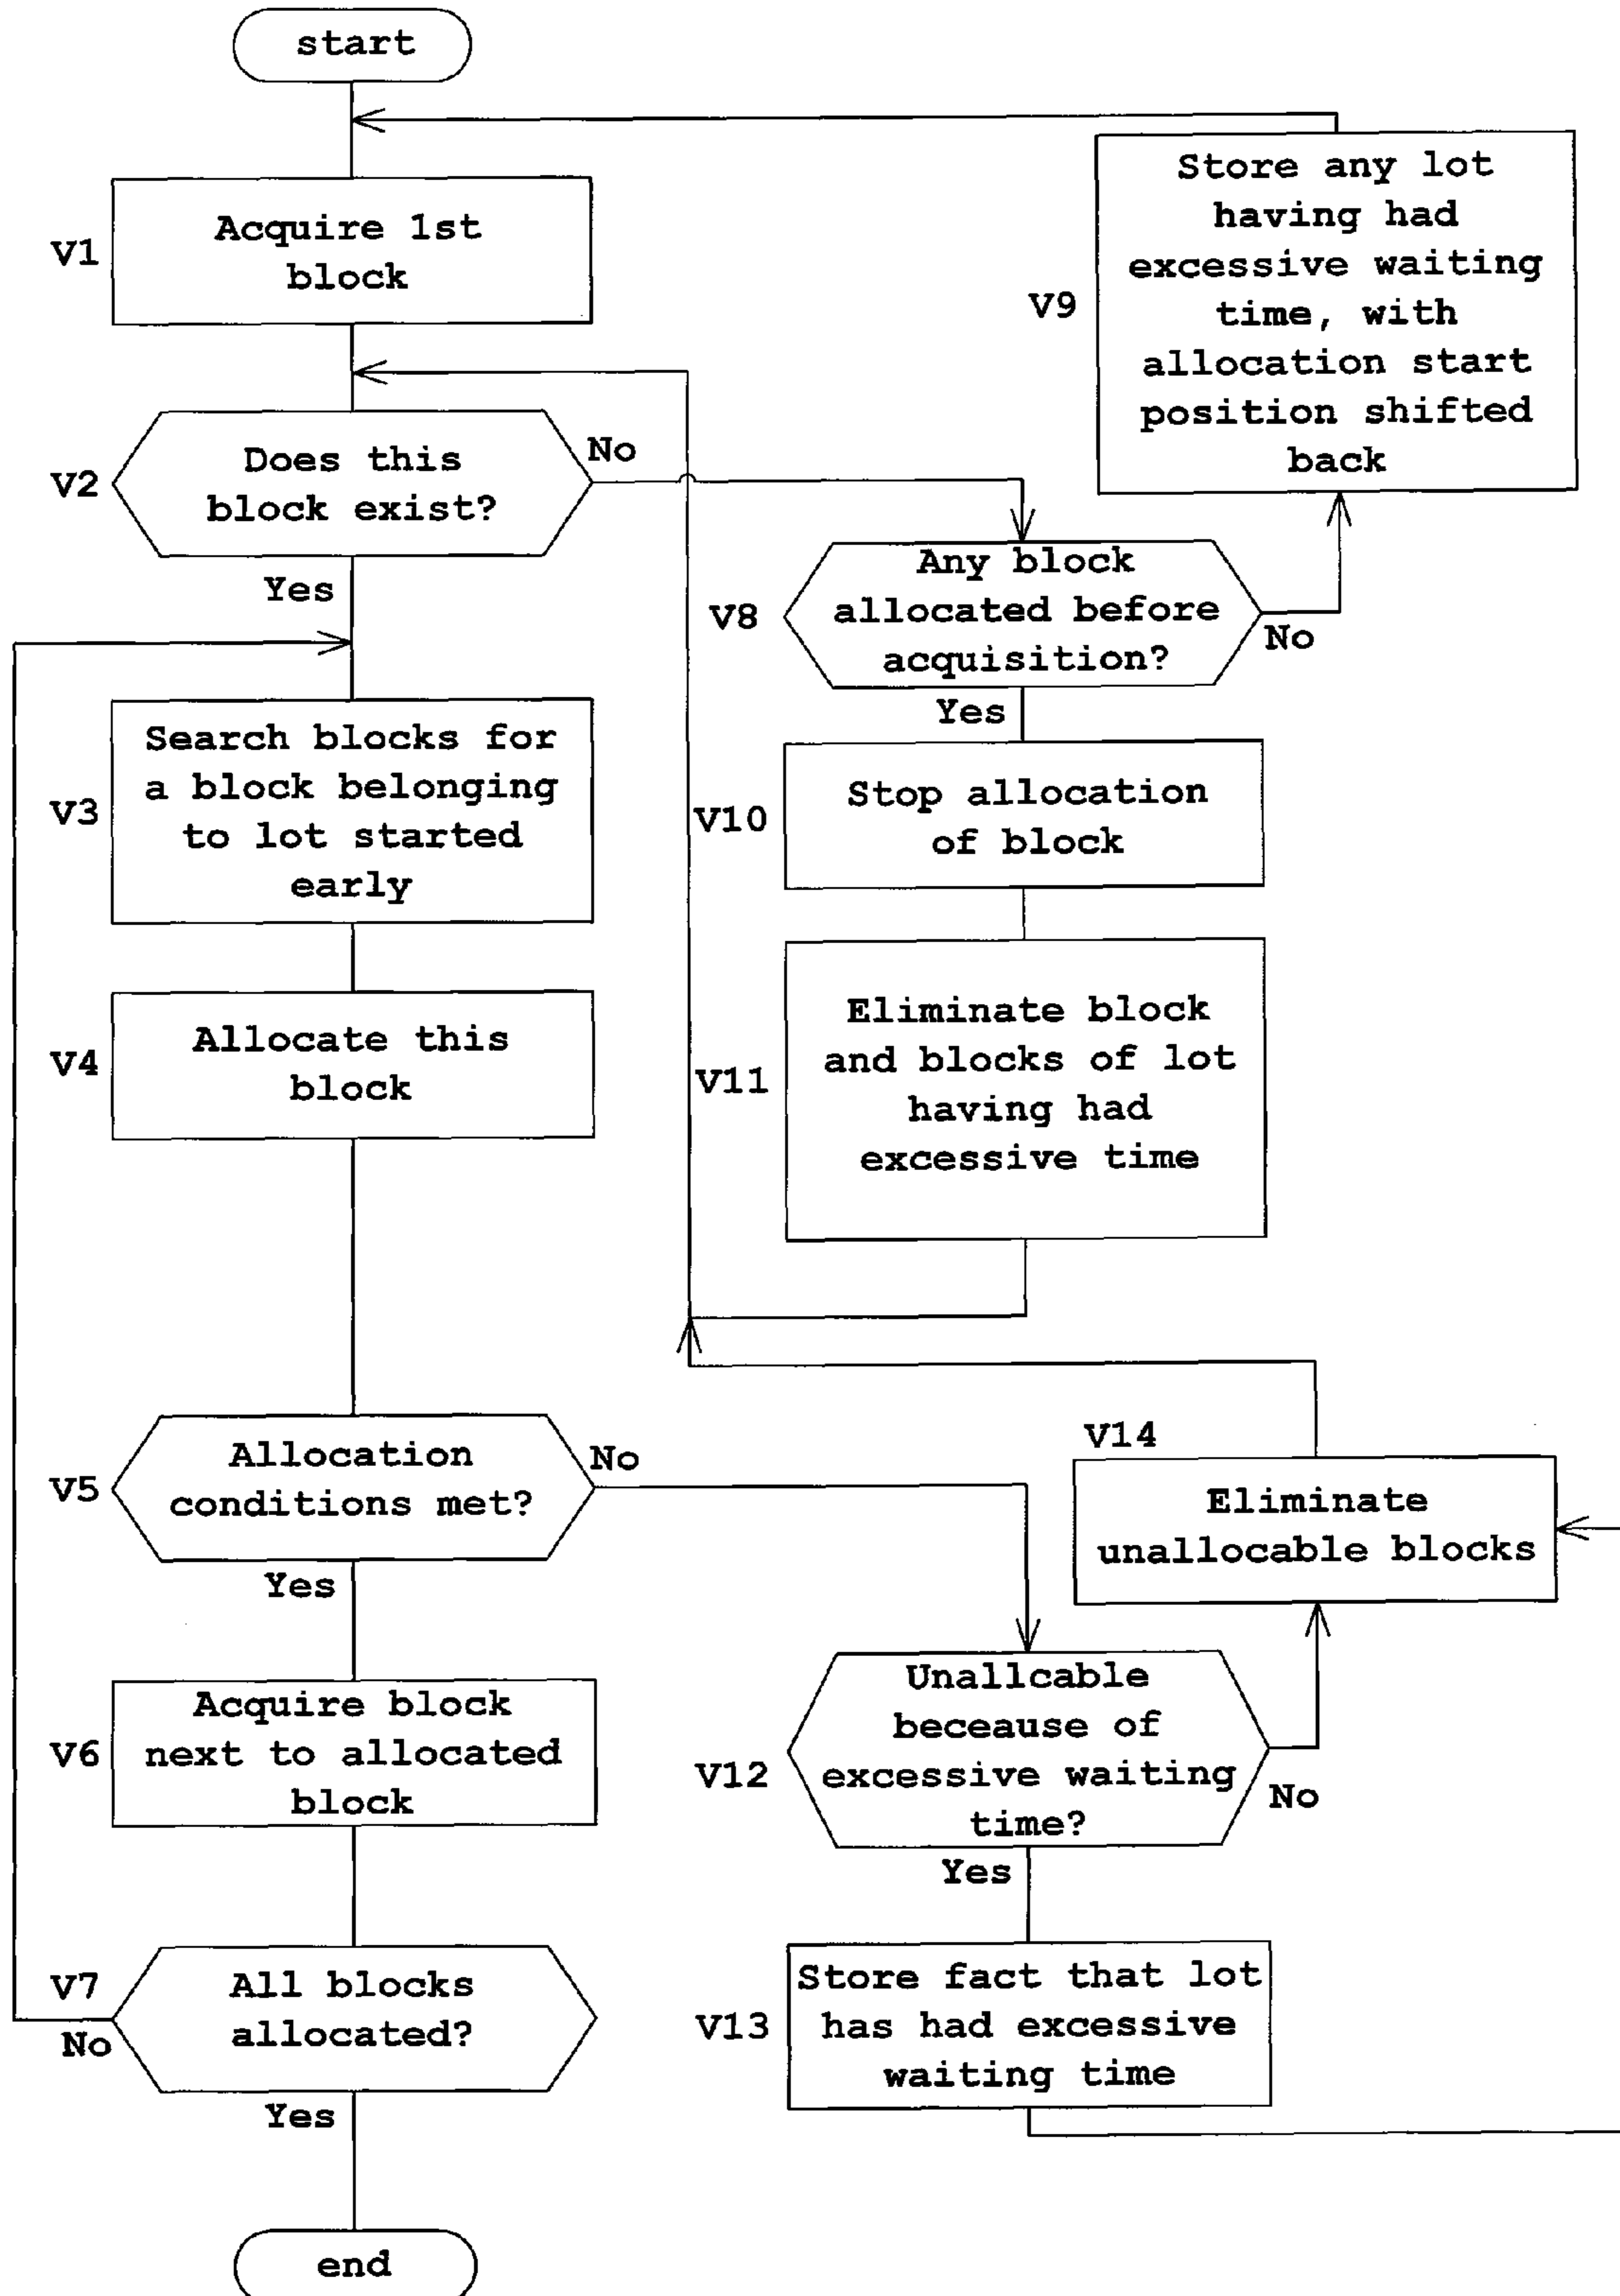 start
V1
Acquire 1st
block
V2
Does this
block exist?
No
Yes
V3
Search blocks for
a block belonging
to lot started
early
V4
Allocate this
block
V5
Allocation
conditions met?
No
Yes
V6
Acquire block
next to allocated
block
V7
All blocks
allocated?
No
Yes
end
V9
Store any lot
having had
excessive waiting
time, with
allocation start
position shifted
back
V8
Any block
allocated before
acquisition?
No
Yes
V10
Stop allocation
of block
V11
Eliminate block
and blocks of lot
having had
excessive time
V14
Eliminate
unallocable blocks
V12
Unallcable
beceause of
excessive waiting
time?
No
Yes
V13
Store fact that lot
has had excessive
waiting time